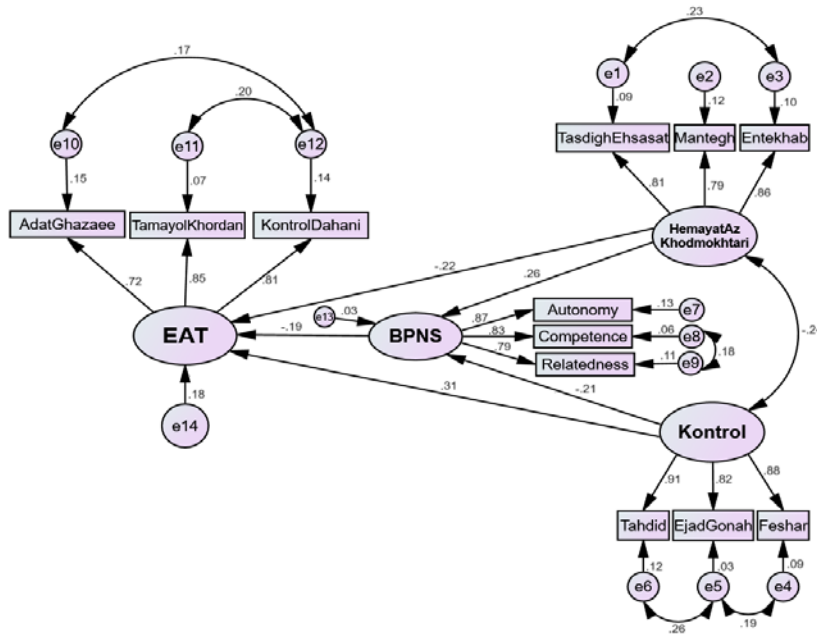 .23
e1
e2
e3
.09
.12
.10
TasdighEhsasat
Mantegh
Entekhab
.81
.79
.86
HemayatAz
Khodmokhtari
.17
.20
e10
e11
e12
.15
.07
.14
AdatGhazaee
TamayolKhordan
KontrolDahani
.72
.85
.81
-.22
.26
EAT
-.19
e13
.03
BPNS
.87
.83
.79
Autonomy
Competence
Relatedness
.13
.06
.11
e7
e8
e9
.18
.18
e14
.31
-.21
Kontrol
.91
.82
.88
Tahdid
EjadGonah
Feshar
.12
.03
.09
e6
e5
e4
.26
.19